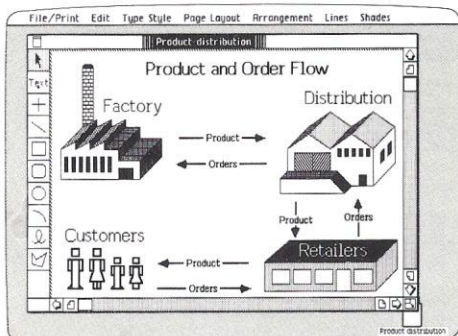 File/Print Edit Type Style Page Layout Arrangement Lines Shades
Product distribution
Product and Order Flow
Text
Factory
Distribution
Product
Orders
Product
Orders
Customers
Retailers
Product
Orders
Product distribution